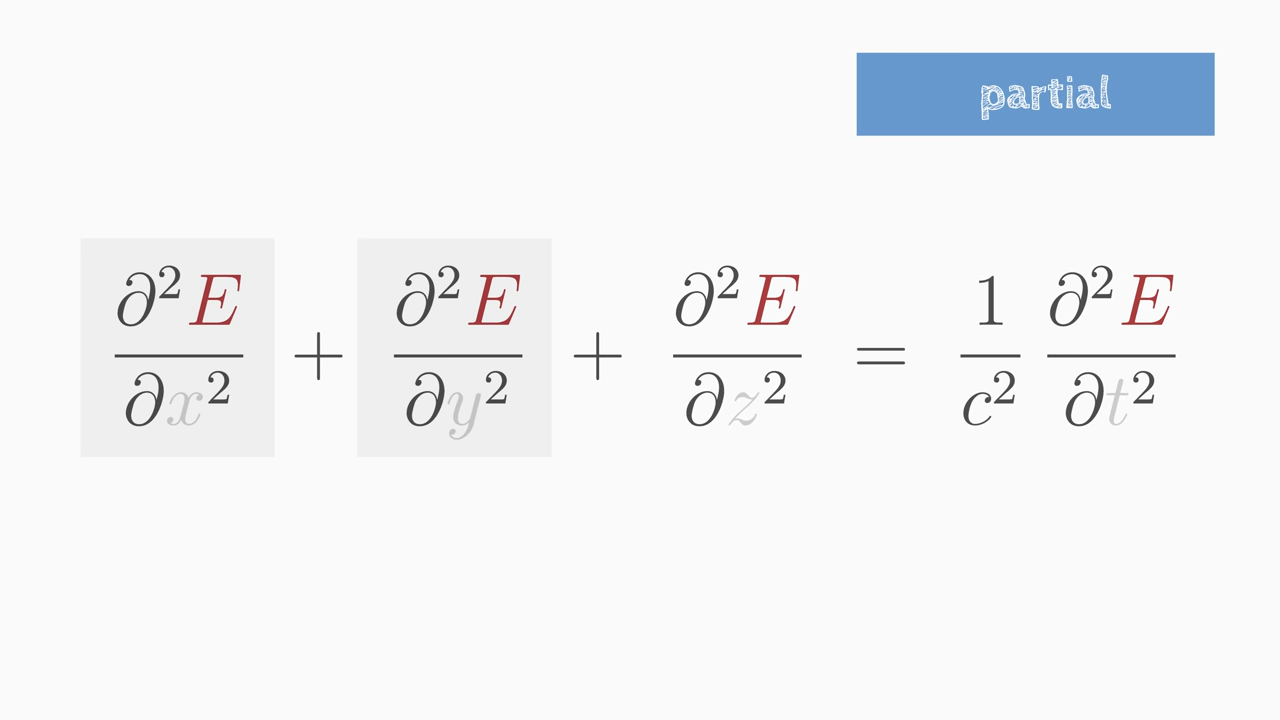 partial
∂²E/∂x² + ∂²E/∂y² + ∂²E/∂z² = 1/c² ∂²E/∂t²